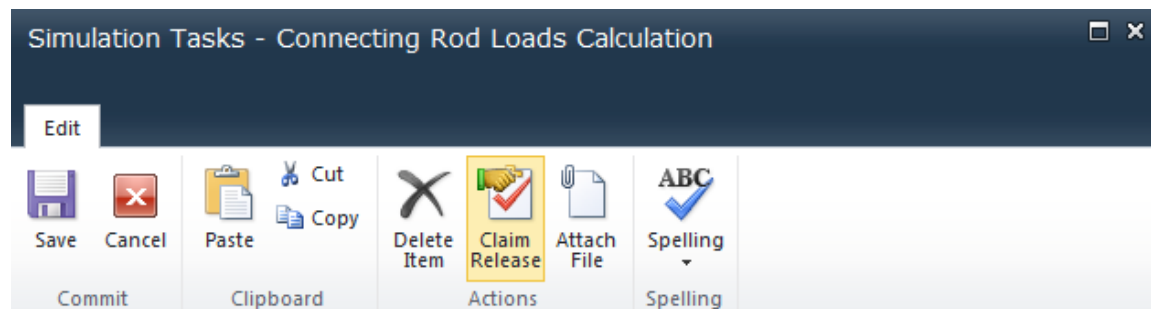 Simulation Tasks - Connecting Rod Loads Calculation
Edit
Save
Cancel
Paste
Cut
Copy
Delete
Item
Claim
Release
Attach
File
ABC
Spelling
Commit
Clipboard
Actions
Spelling